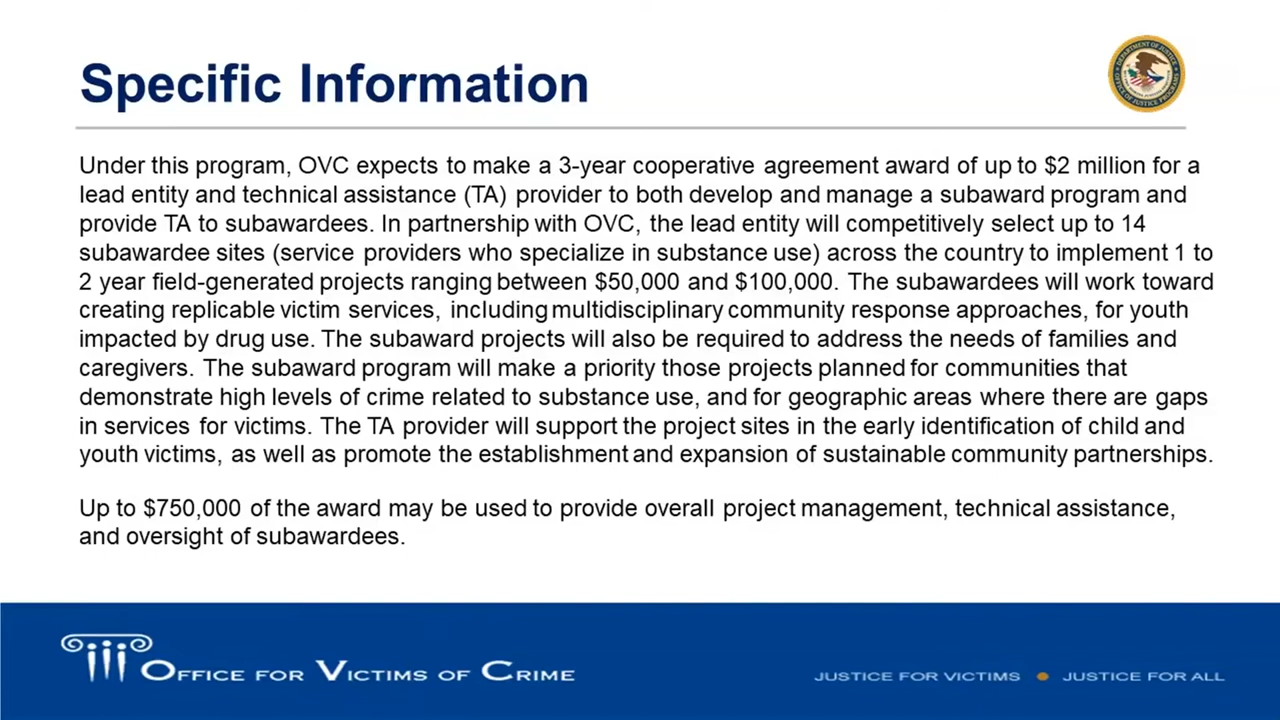 Specific Information
Under this program, OVC expects to make a 3-year cooperative agreement award of up to $2 million for a
lead entity and technical assistance (TA) provider to both develop and manage a subaward program and
provide TA to subawardees. In partnership with OVC, the lead entity will competitively select up to 14
subawardee sites (service providers who specialize in substance use) across the country to implement 1 to
2 year field-generated projects ranging between $50,000 and $100,000. The subawardees will work toward
creating replicable victim services, including multidisciplinary community response approaches, for youth
impacted by drug use. The subaward projects will also be required to address the needs of families and
caregivers. The subaward program will make a priority those projects planned for communities that
demonstrate high levels of crime related to substance use, and for geographic areas where there are gaps
in services for victims. The TA provider will support the project sites in the early identification of child and
youth victims, as well as promote the establishment and expansion of sustainable community partnerships.
Up to $750,000 of the award may be used to provide overall project management, technical assistance,
and oversight of subawardees.
OFFICE FOR VICTIMS OF CRIME
JUSTICE FOR VICTIMS • JUSTICE FOR ALL